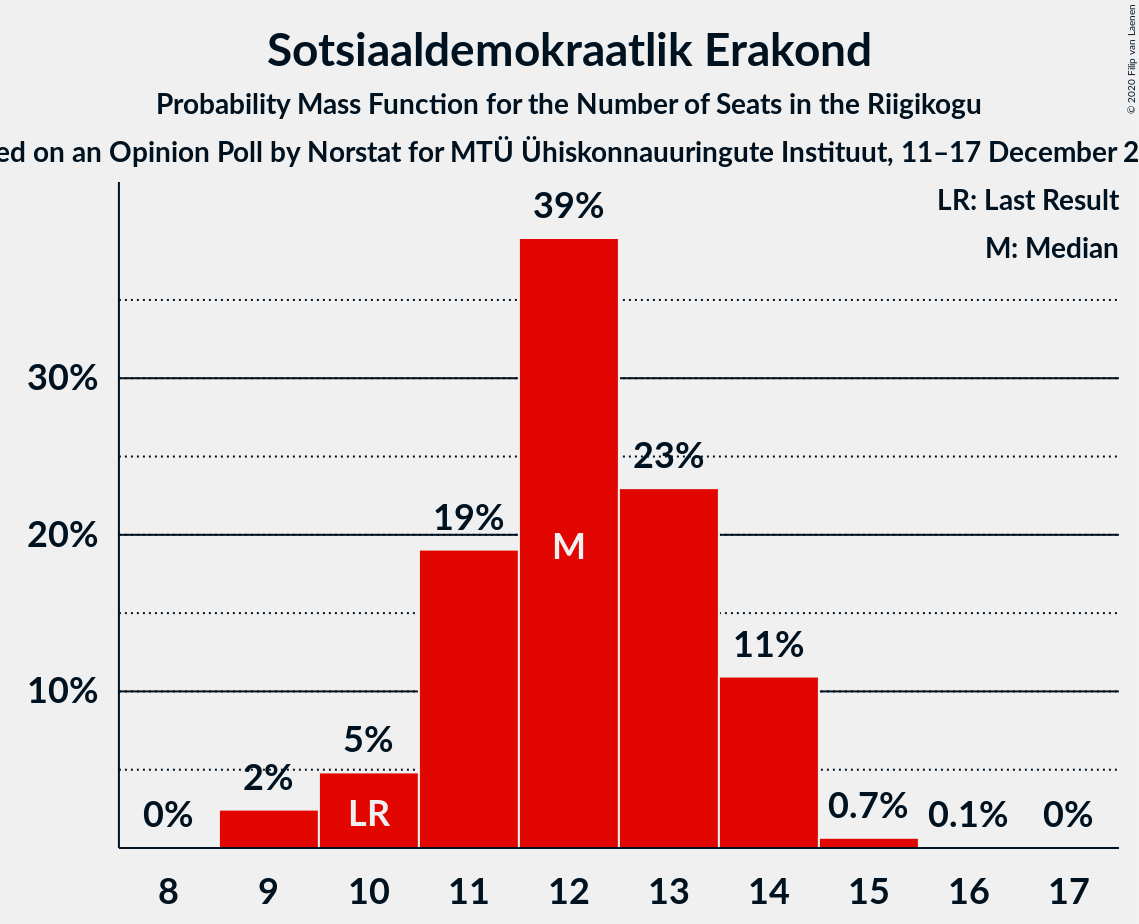 Sotsiaaldemokraatlik Erakond
Probability Mass Function for the Number of Seats in the Riigikogu
on an Opinion Poll by Norstat for MTÜ Ühiskonnauuringute Instituut, 11–17 December
© 2020 Filip van Laenen
LR: Last Result
M: Median
39%
30%
23%
20%
19%
M
11%
10%
5%
2%
LR
0%
0.7%
0.1%
0%
8 9 10 11 12 13 14 15 16 17